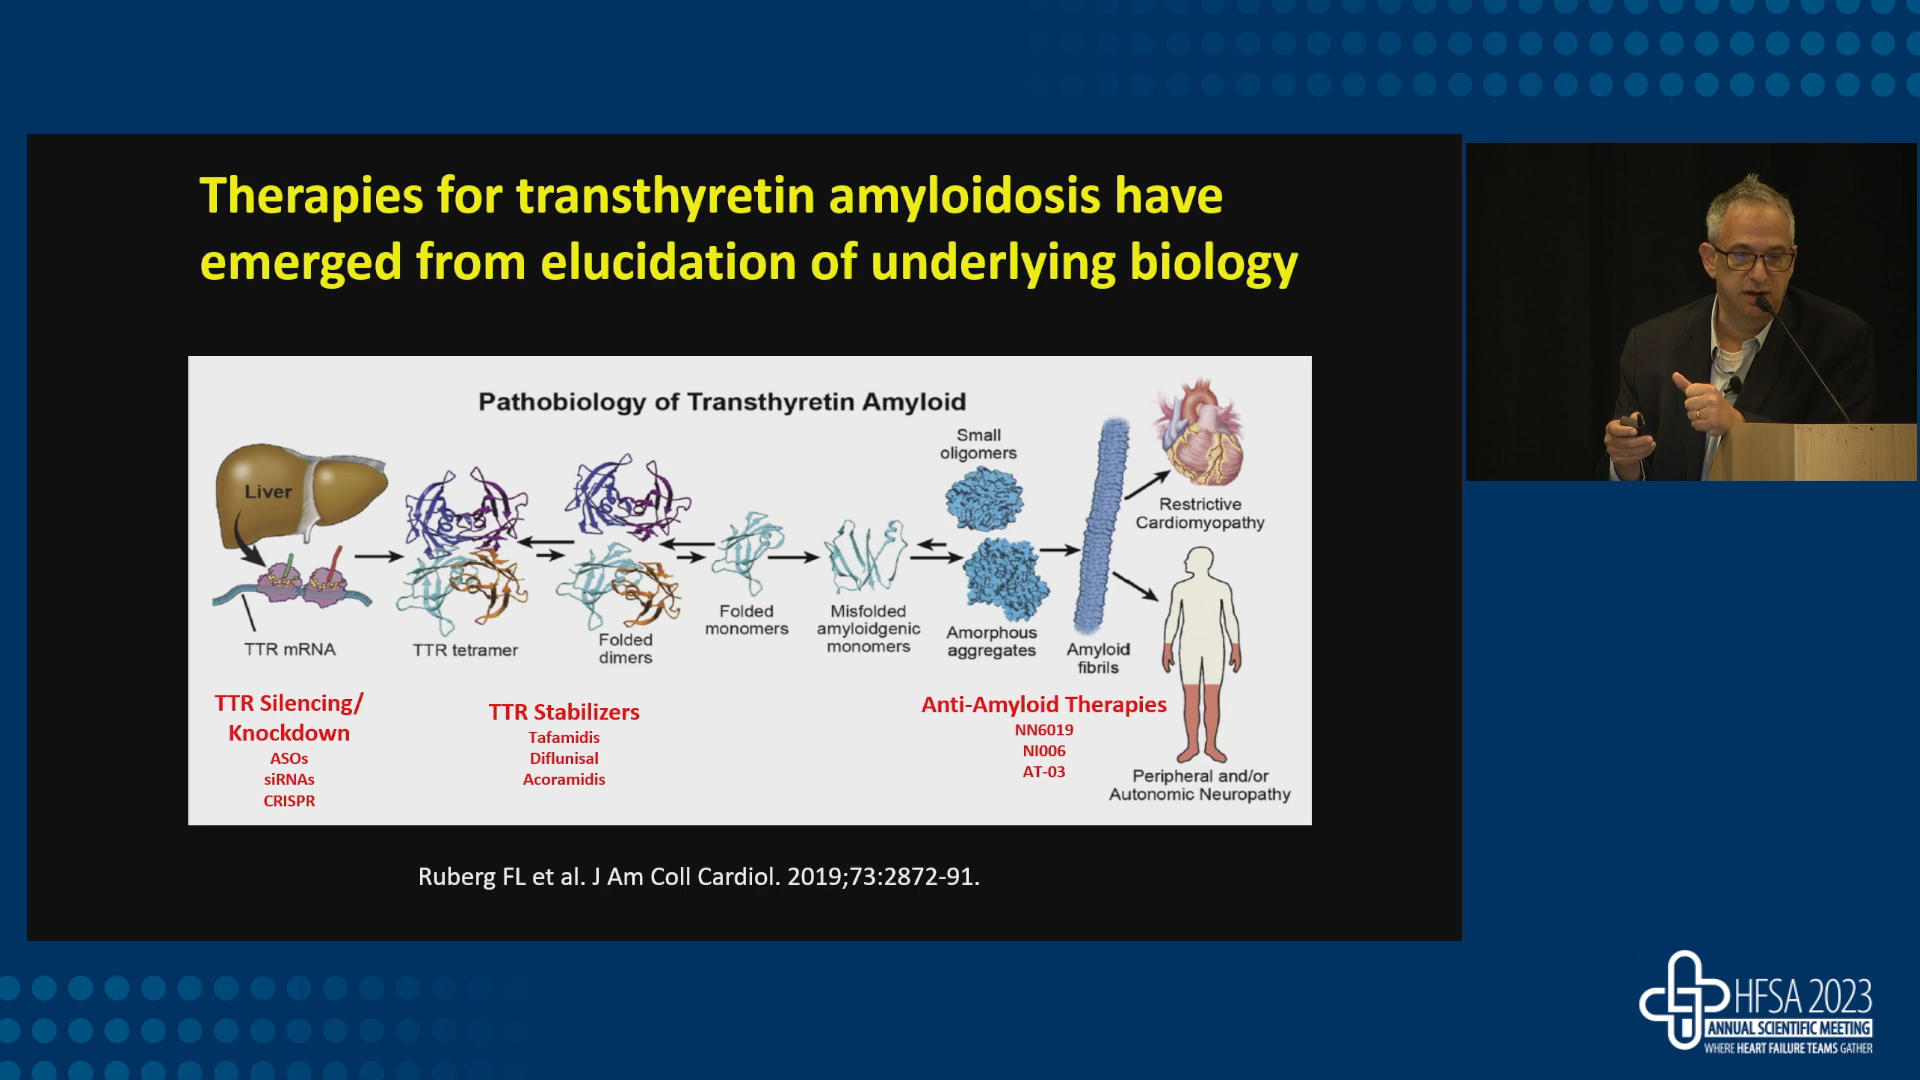 Therapies for transthyretin amyloidosis have
emerged from elucidation of underlying biology
Pathobiology of Transthyretin Amyloid
Liver
TTR mRNA
TTR tetramer
Folded
dimers
Folded
monomers
Misfolded
amyloidgenic
monomers
Small
oligomers
Amorphous
aggregates
Amyloid
fibrils
Restrictive
Cardiomyopathy
Peripheral and/or
Autonomic Neuropathy
TTR Silencing/
Knockdown
ASOs
siRNAs
CRISPR
TTR Stabilizers
Tafamidis
Diflunisal
Acoramidis
Anti-Amyloid Therapies
NN6019
NI006
AT-03
Ruberg FL et al. J Am Coll Cardiol. 2019;73:2872-91.
HFSA 2023
ANNUAL SCIENTIFIC MEETING
WHERE HEART FAILURE TEAMS GATHER